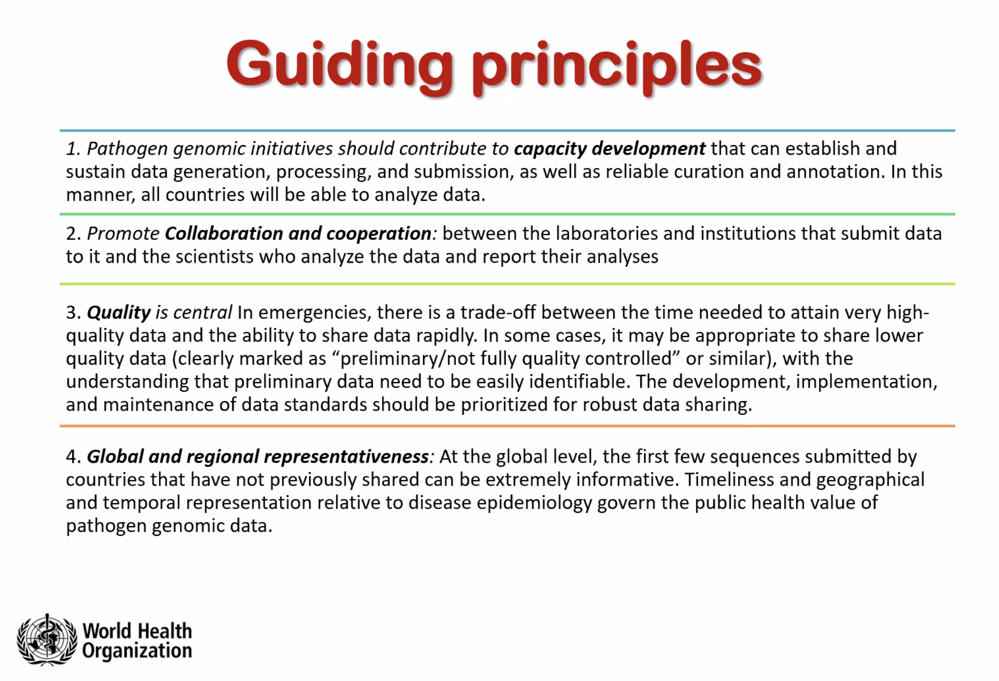 Guiding principles
1. Pathogen genomic initiatives should contribute to capacity development that can establish and
sustain data generation, processing, and submission, as well as reliable curation and annotation. In this
manner, all countries will be able to analyze data.
2. Promote Collaboration and cooperation: between the laboratories and institutions that submit data
to it and the scientists who analyze the data and report their analyses
3. Quality is central In emergencies, there is a trade-off between the time needed to attain very high-
quality data and the ability to share data rapidly. In some cases, it may be appropriate to share lower
quality data (clearly marked as “preliminary/not fully quality controlled” or similar), with the
understanding that preliminary data need to be easily identifiable. The development, implementation,
and maintenance of data standards should be prioritized for robust data sharing.
4. Global and regional representativeness: At the global level, the first few sequences submitted by
countries that have not previously shared can be extremely informative. Timeliness and geographical
and temporal representation relative to disease epidemiology govern the public health value of
pathogen genomic data.
World Health
Organization